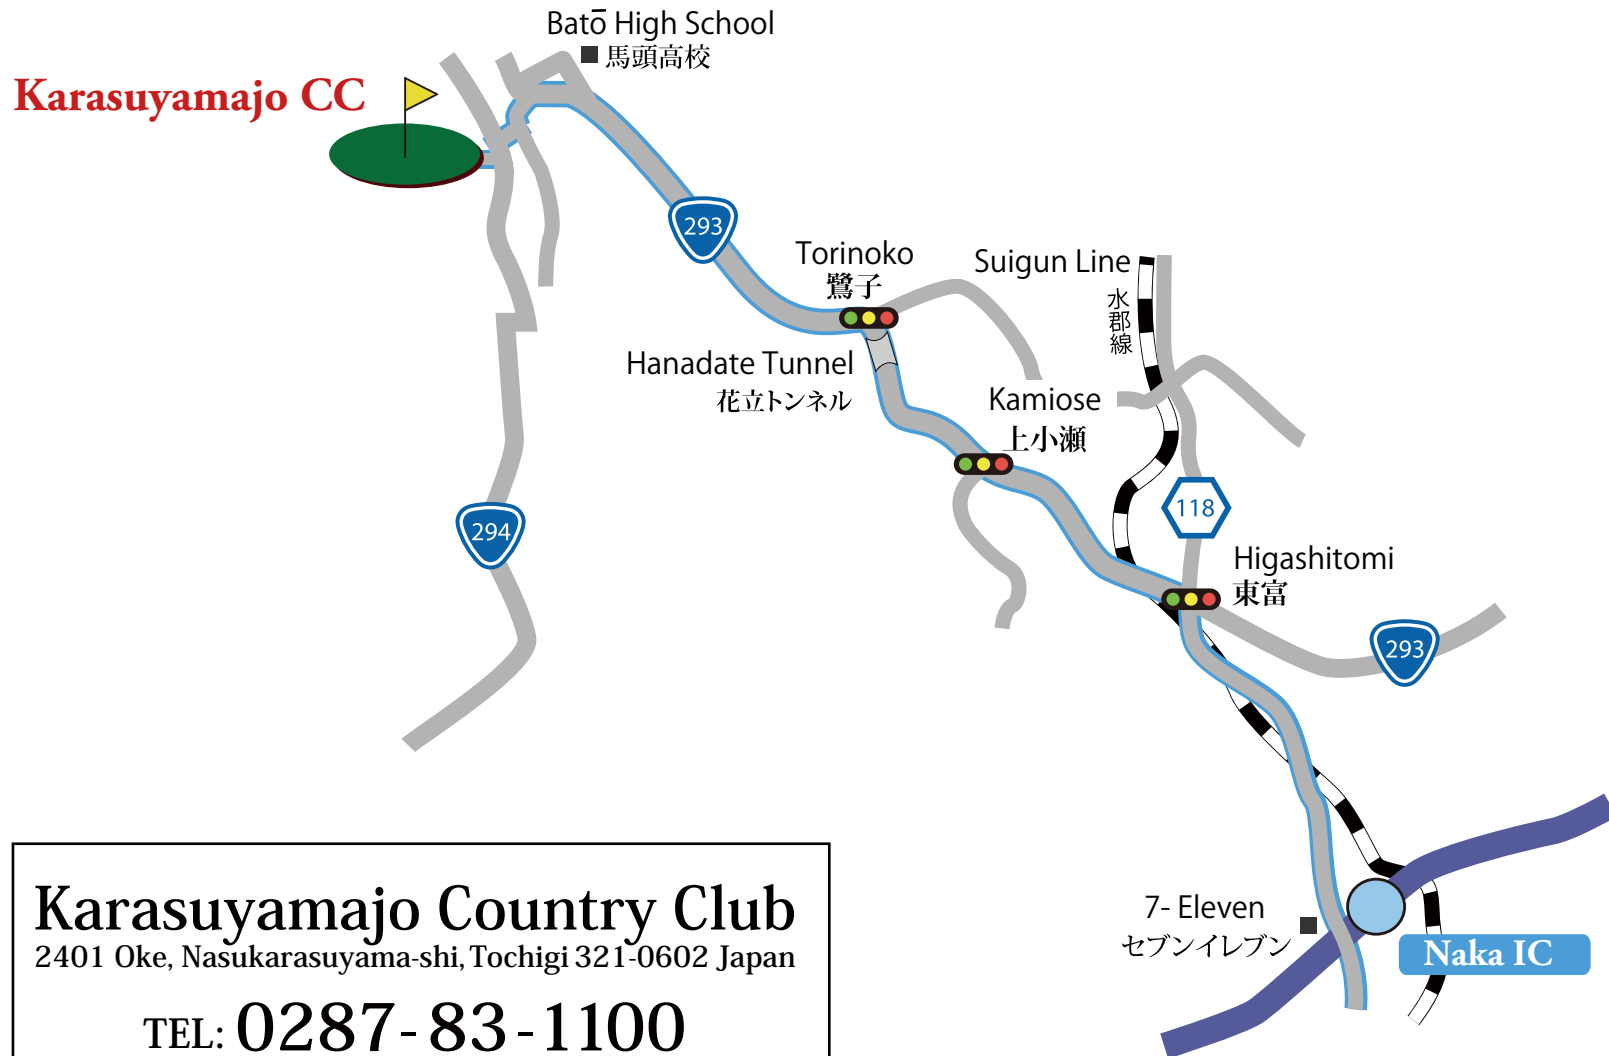 Batō High School
馬頭高校
Karasuyamajo CC
293
Torinoko
鷲子
Suigun Line
水郡線
Hanadate Tunnel
花立トンネル
Kamiose
上小瀬
118
294
Higashitomi
東富
293
7- Eleven
セブンイレブン
Naka IC
Karasuyamajo Country Club
2401 Oke, Nasukarasuyama-shi, Tochigi 321-0602 Japan
TEL: 0287-83-1100